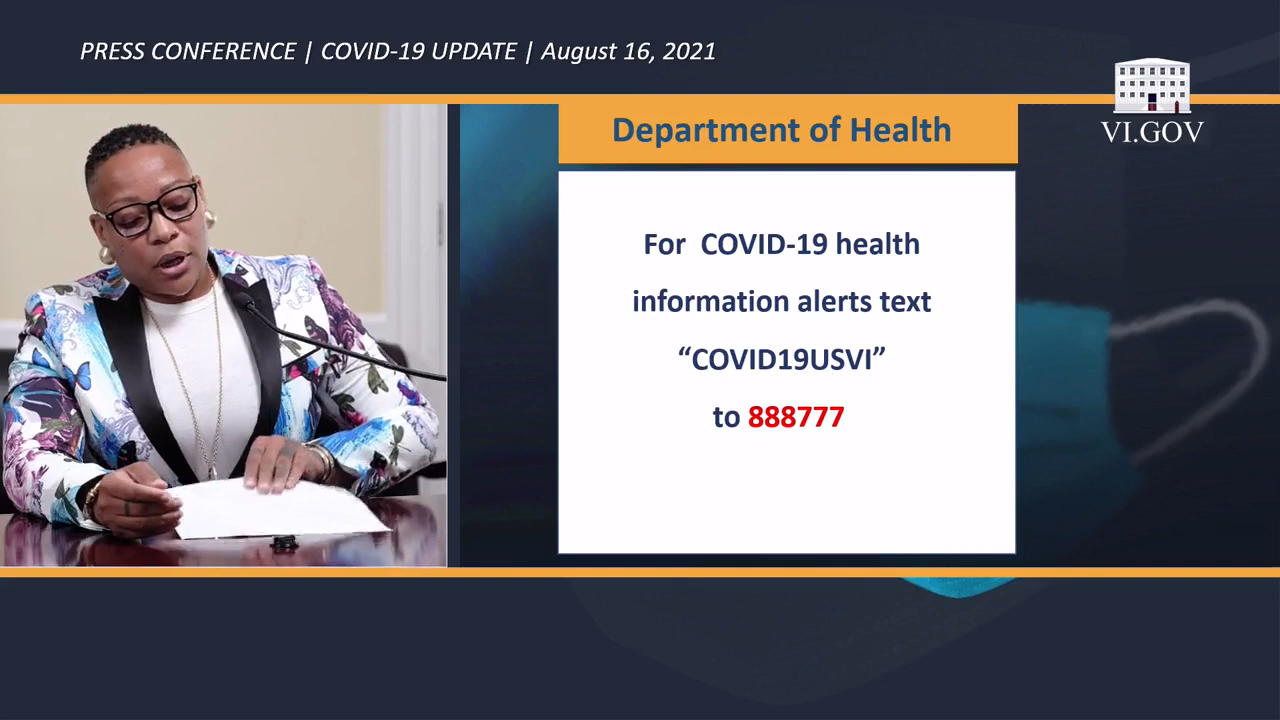 PRESS CONFERENCE | COVID-19 UPDATE | August 16, 2021
VI.GOV
Department of Health
For COVID-19 health
information alerts text
“COVID19USVI”
to 888777